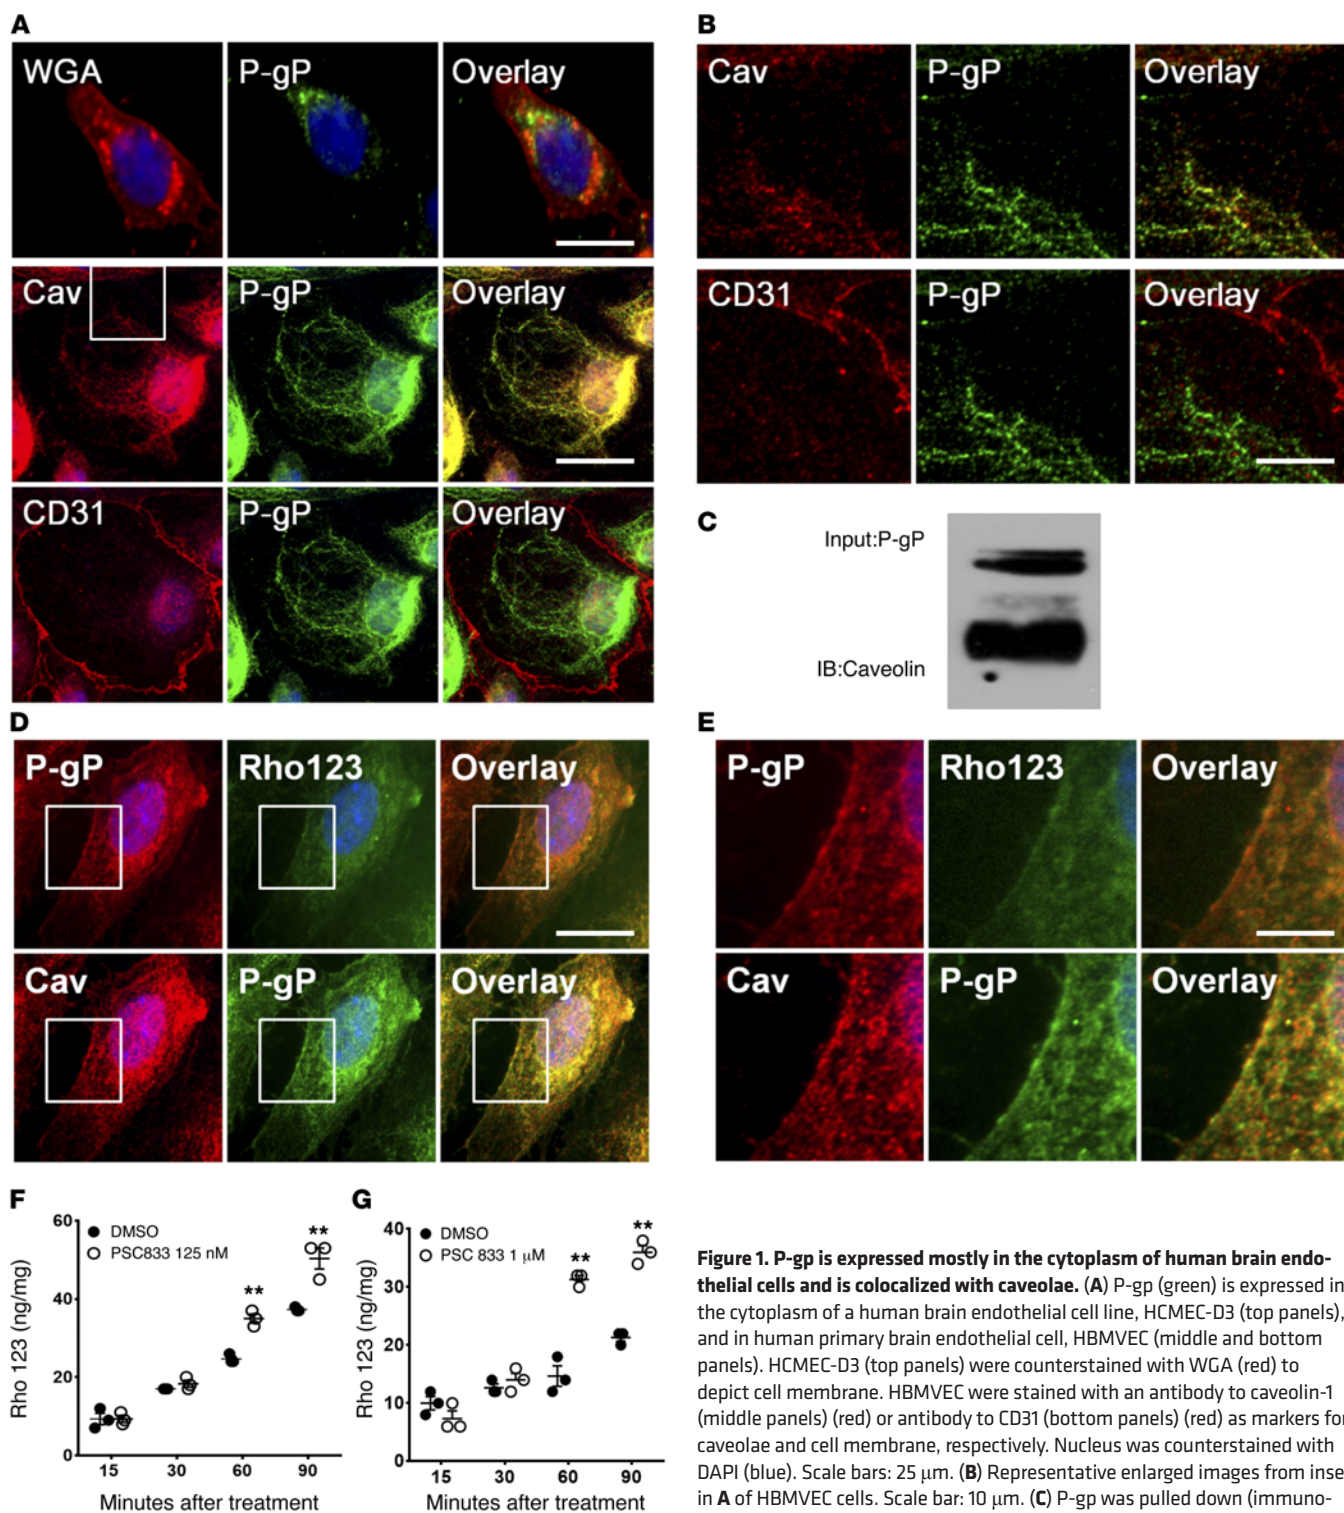 A
WGA
P-gP
Overlay
Cav
P-gP
Overlay
CD31
P-gP
Overlay
B
Cav
P-gP
Overlay
CD31
P-gP
Overlay
C
Input:P-gP
IB:Caveolin
D
P-gP
Rho123
Overlay
Cav
P-gP
Overlay
E
P-gP
Rho123
Overlay
Cav
P-gP
Overlay
F
DMSO
PSC833 125 nM
Rho 123 (ng/mg)
60
40
20
0
**
**
15 30 60 90
Minutes after treatment
G
DMSO
PSC 833 1 μM
Rho 123 (ng/mg)
40
30
20
10
0
**
**
15 30 60 90
Minutes after treatment
Figure 1. P-gp is expressed mostly in the cytoplasm of human brain endo-
thelial cells and is colocalized with caveolae. (A) P-gp (green) is expressed in
the cytoplasm of a human brain endothelial cell line, HCMEC-D3 (top panels),
and in human primary brain endothelial cell, HBMVEC (middle and bottom
panels). HCMEC-D3 (top panels) were counterstained with WGA (red) to
depict cell membrane. HBMVEC were stained with an antibody to caveolin-1
(middle panels) (red) or antibody to CD31 (bottom panels) (red) as markers for
caveolae and cell membrane, respectively. Nucleus was counterstained with
DAPI (blue). Scale bars: 25 μm. (B) Representative enlarged images from inse
in A of HBMVEC cells. Scale bar: 10 μm. (C) P-gp was pulled down (immuno-